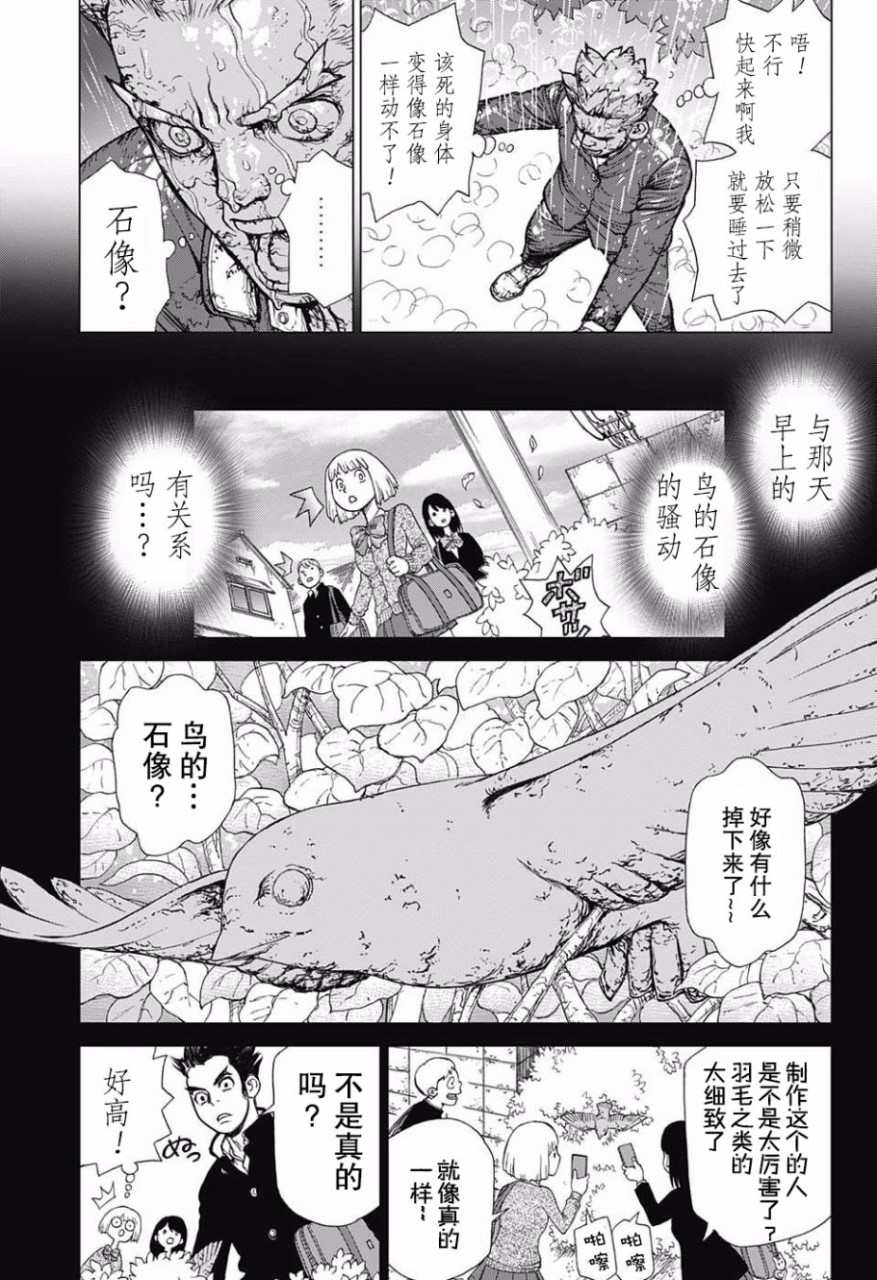 唔！
不行
快起来啊我
只要稍微
放松一下
就要睡过去了
该死的身体
变得像石像
一样动不了！
………
石像？
与那天
早上的
鸟的石像
的骚动
有关系
吗…？
ボサッ
好像有什么
掉下来了~~
鸟的…
石像？
制作这个的人
是不是太厉害了？
羽毛之类的
太细致了
就像真的
一样~
啪嚓
啪嚓
不是真的
吗？
ぬっ
好高！